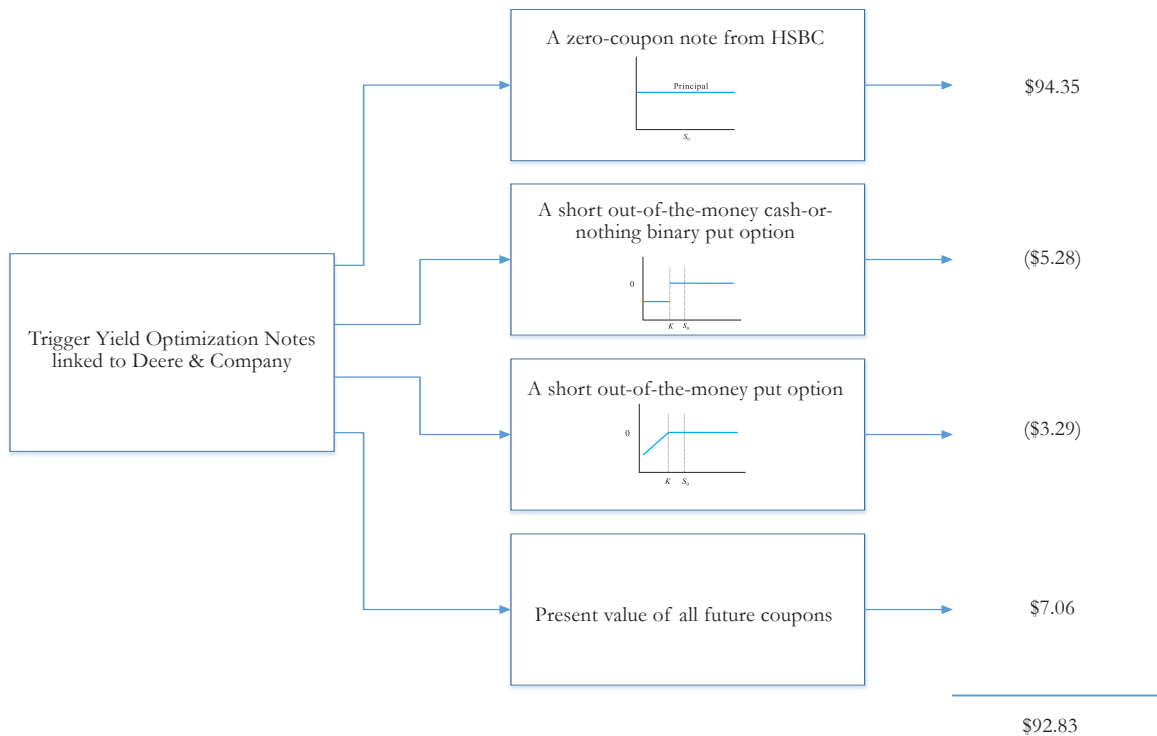 A zero-coupon note from HSBC
Principal
S₀
$94.35
A short out-of-the-money cash-or-
nothing binary put option
0
K S₀
($5.28)
Trigger Yield Optimization Notes
linked to Deere & Company
A short out-of-the-money put option
0
K S₀
($3.29)
Present value of all future coupons
$7.06
$92.83